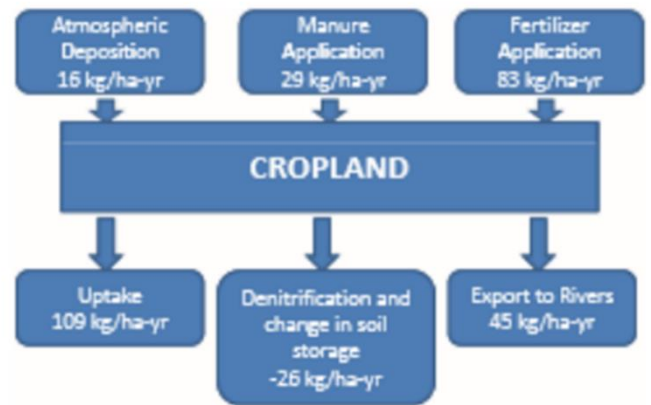 Atmospheric
Deposition
16 kg/ha-yr
Manure
Application
29 kg/ha-yr
Fertilizer
Application
83 kg/ha-yr
CROPLAND
Uptake
109 kg/ha-yr
Denitrification and
change in soil
storage
-26 kg/ha-yr
Export to Rivers
45 kg/ha-yr